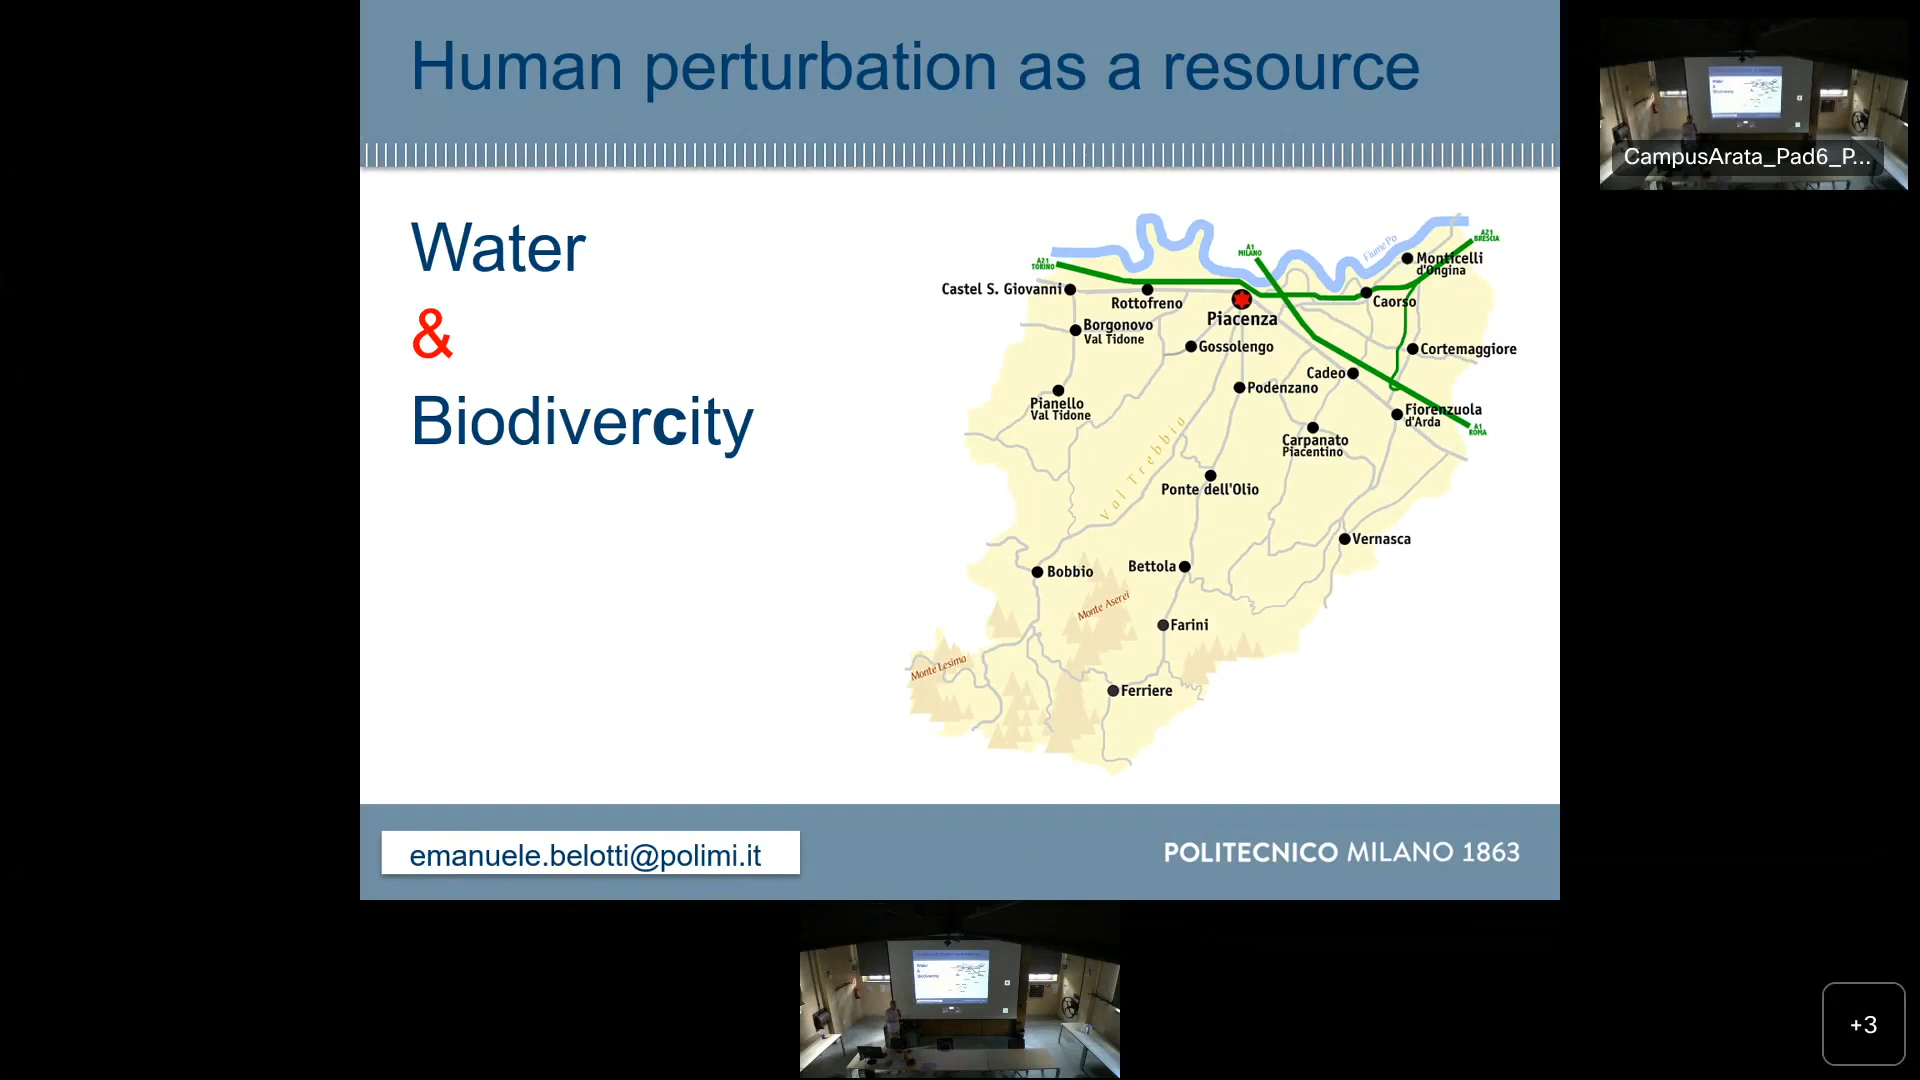 Human perturbation as a resource
CampusArata_Pad6_P...
Water
&
Biodivercity
A21
TORINO
A1
MILANO
Fiume Po
A21
BRESCIA
Monticelli
d'Ongina
Castel S. Giovanni
Rottofreno
Piacenza
Caorso
Borgonovo
Val Tidone
Gossolengo
Cortemaggiore
Cadeo
Podenzano
Pianello
Val Tidone
Fiorenzuola
d'Arda
A1
ROMA
Val Trebbia
Carpanato
Piacentino
Ponte dell'Olio
Vernasca
Bobbio
Bettola
Monte Aserei
Farini
Monte Lesima
Ferriere
emanuele.belotti@polimi.it
POLITECNICO MILANO 1863
Water
&
Biodivercity
+3